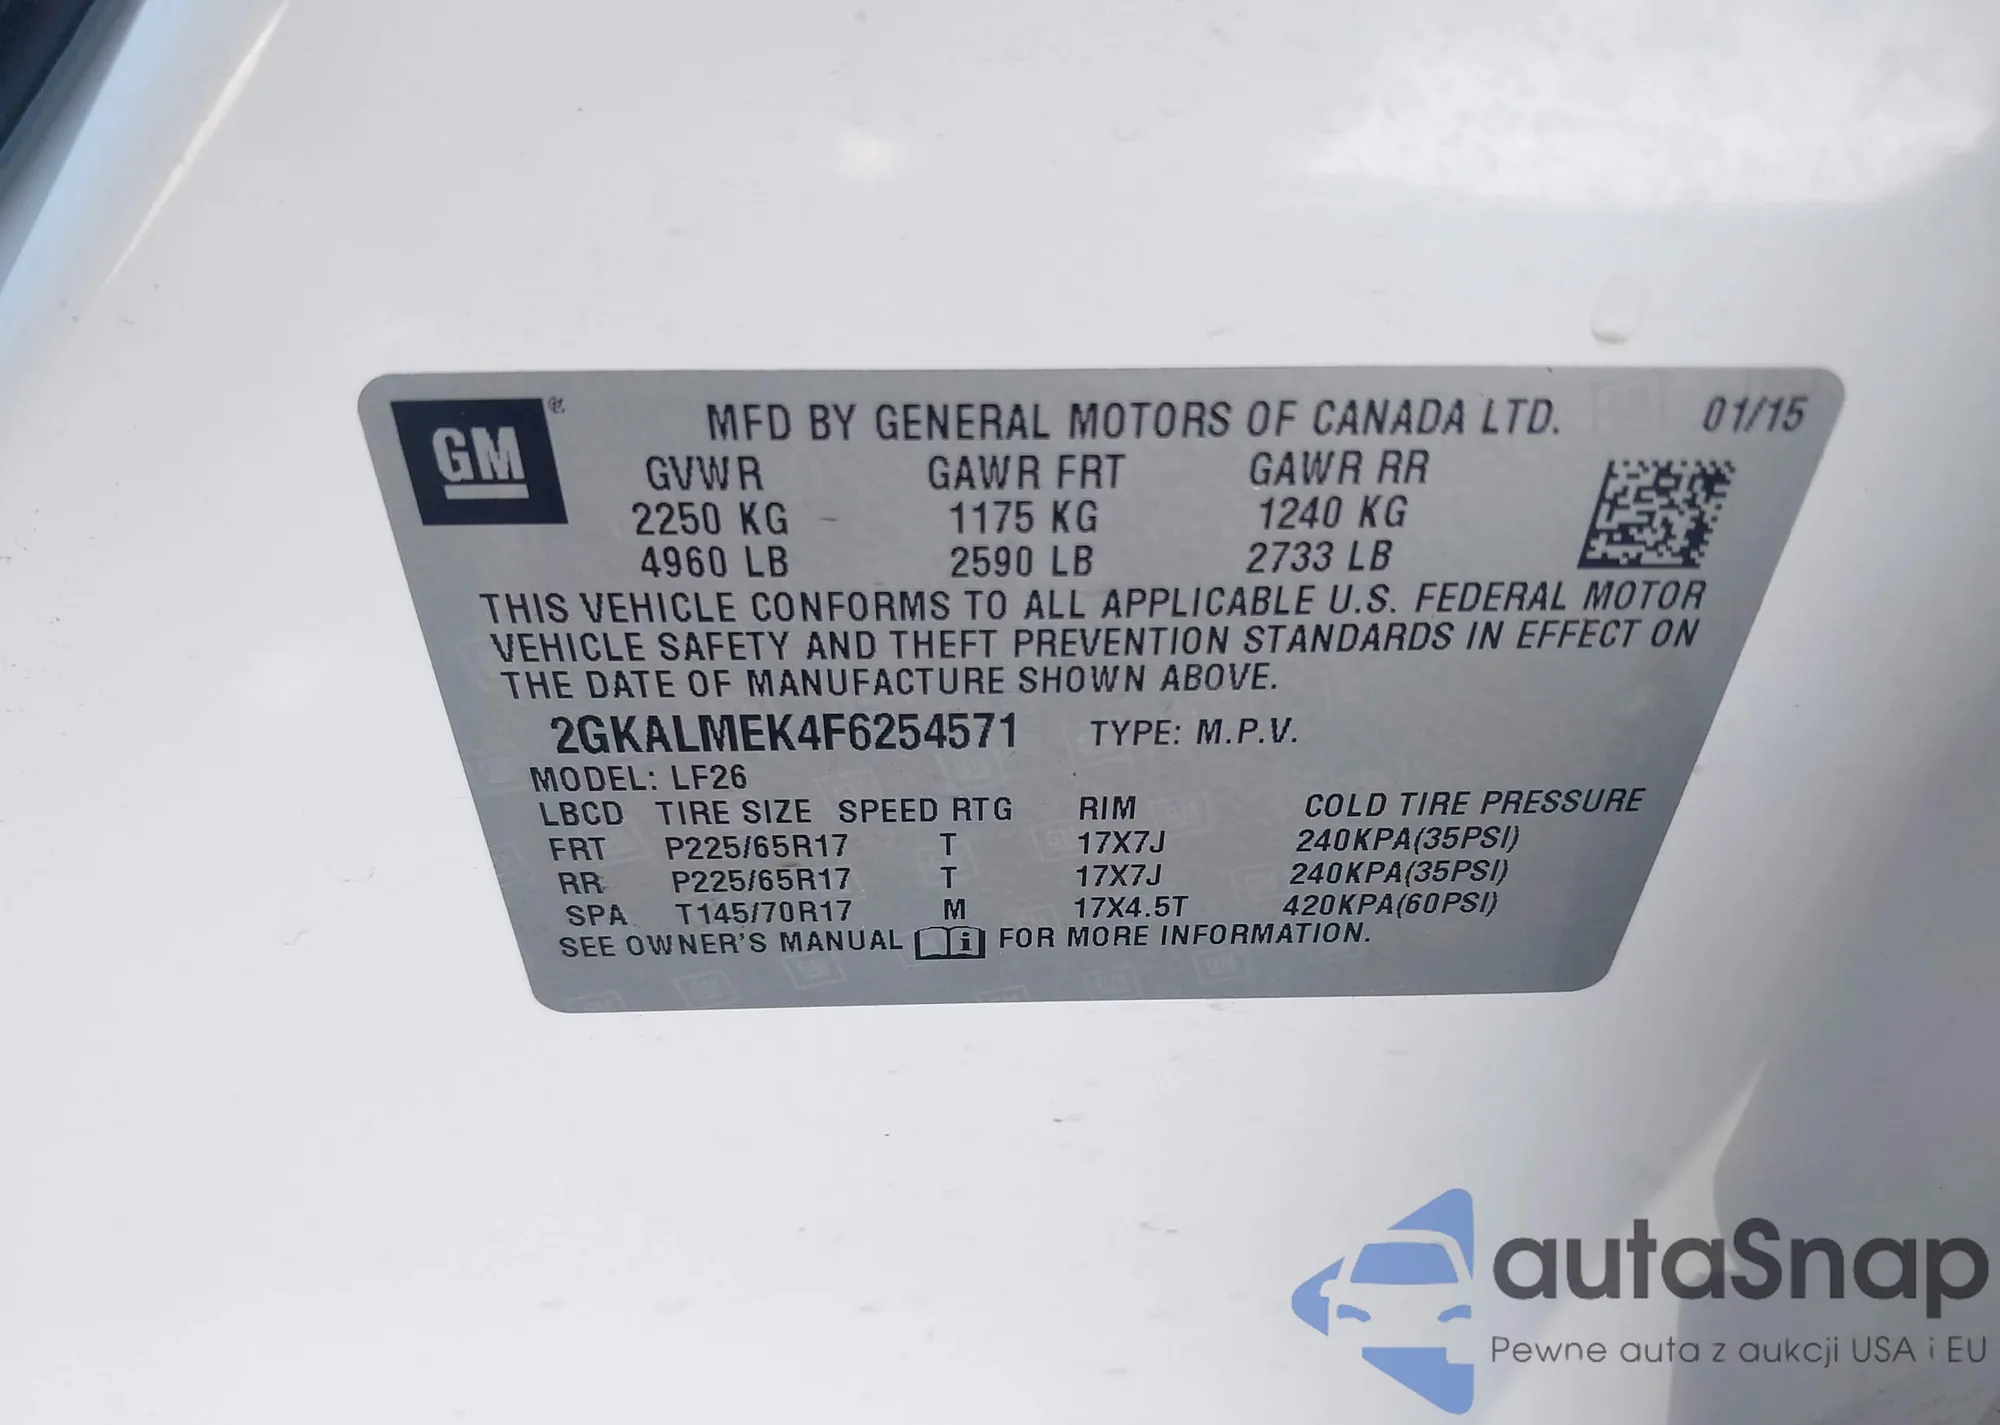 GM
MFD BY GENERAL MOTORS OF CANADA LTD. 01/15
GVWR GAWR FRT GAWR RR
2250 KG 1175 KG 1240 KG
4960 LB 2590 LB 2733 LB
THIS VEHICLE CONFORMS TO ALL APPLICABLE U.S. FEDERAL MOTOR
VEHICLE SAFETY AND THEFT PREVENTION STANDARDS IN EFFECT ON
THE DATE OF MANUFACTURE SHOWN ABOVE.
2GKALMEK4F6254571 TYPE: M.P.V.
MODEL: LF26
LBCD TIRE SIZE SPEED RTG RIM COLD TIRE PRESSURE
FRT P225/65R17 T 17X7J 240KPA(35PSI)
RR P225/65R17 T 17X7J 240KPA(35PSI)
SPA T145/70R17 M 17X4.5T 420KPA(60PSI)
SEE OWNER'S MANUAL i FOR MORE INFORMATION.
autaSnap
Pewne auta z aukcji USA i EU